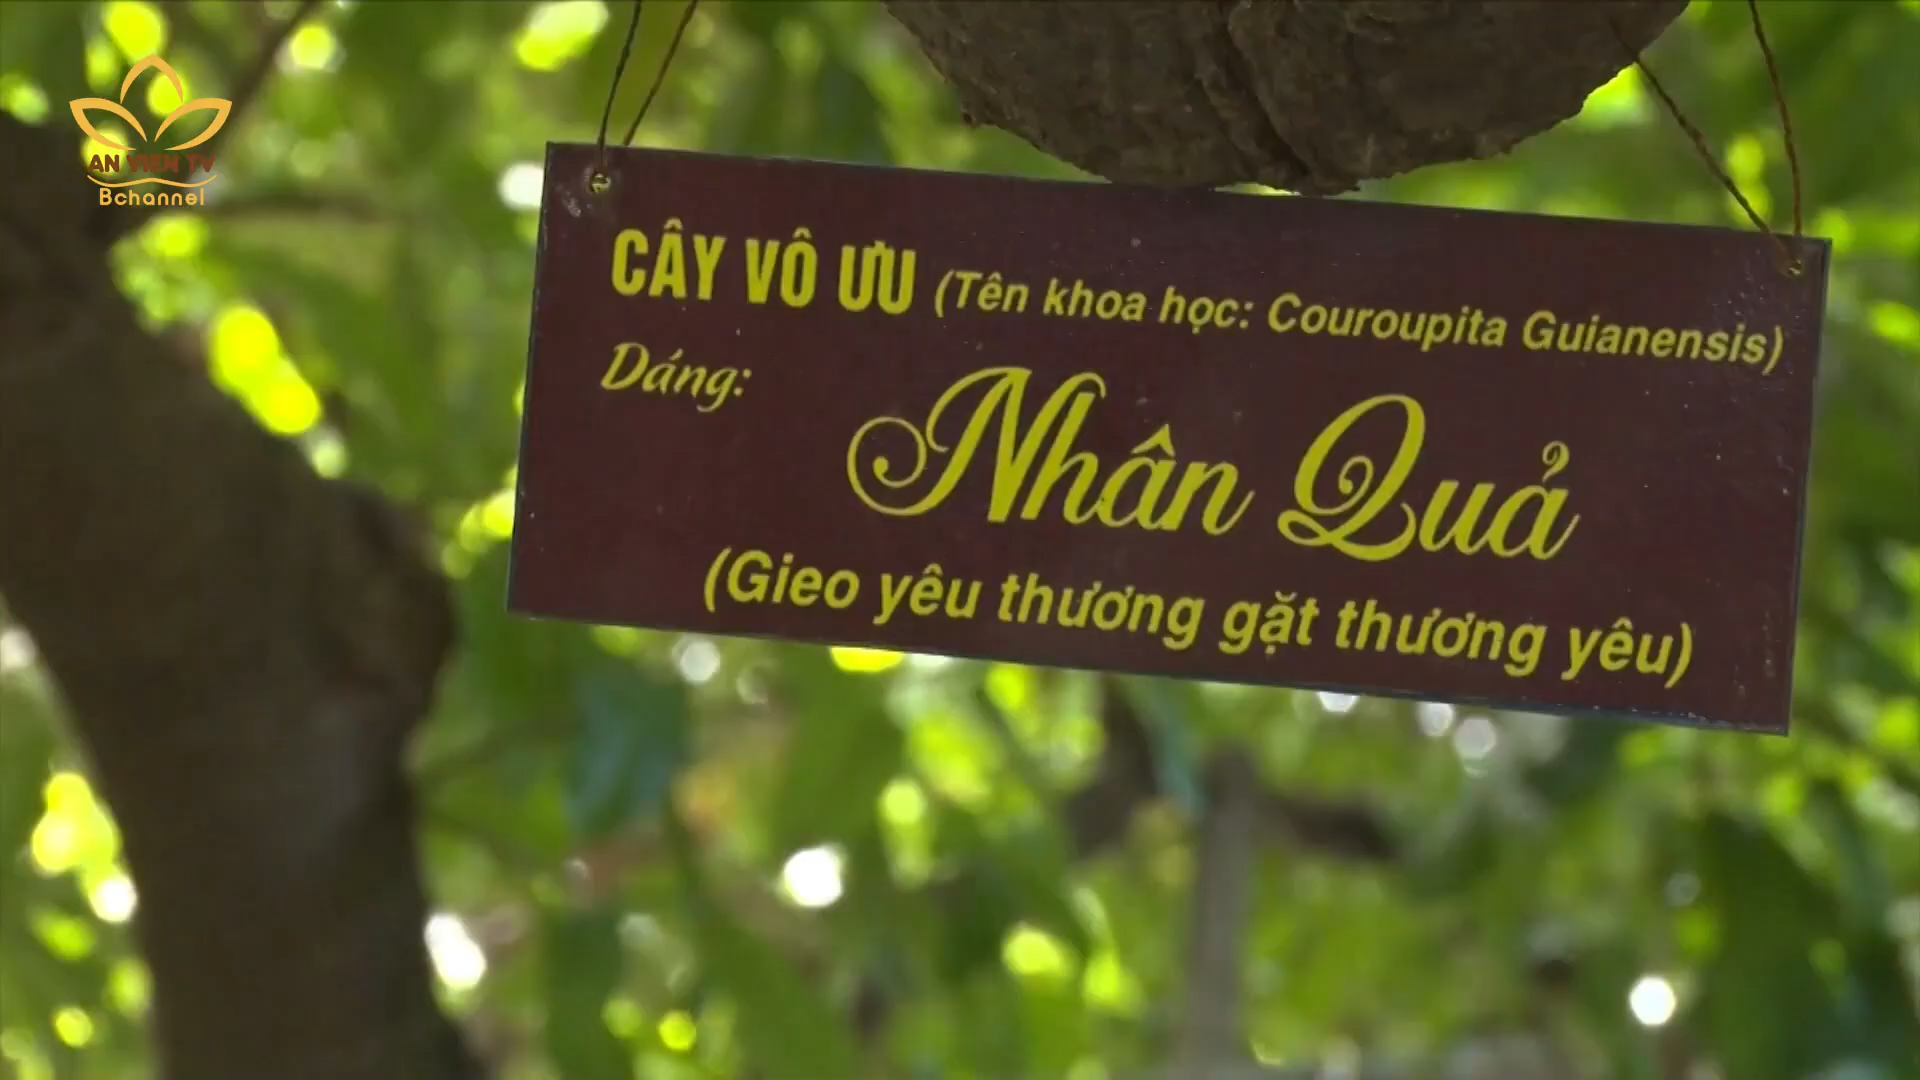 AN VIEN TV
Bchannel
CÂY VÔ ƯU (Tên khoa học: Couroupita Guianensis)
Dáng:
Nhân Quả
(Gieo yêu thương gặt thương yêu)